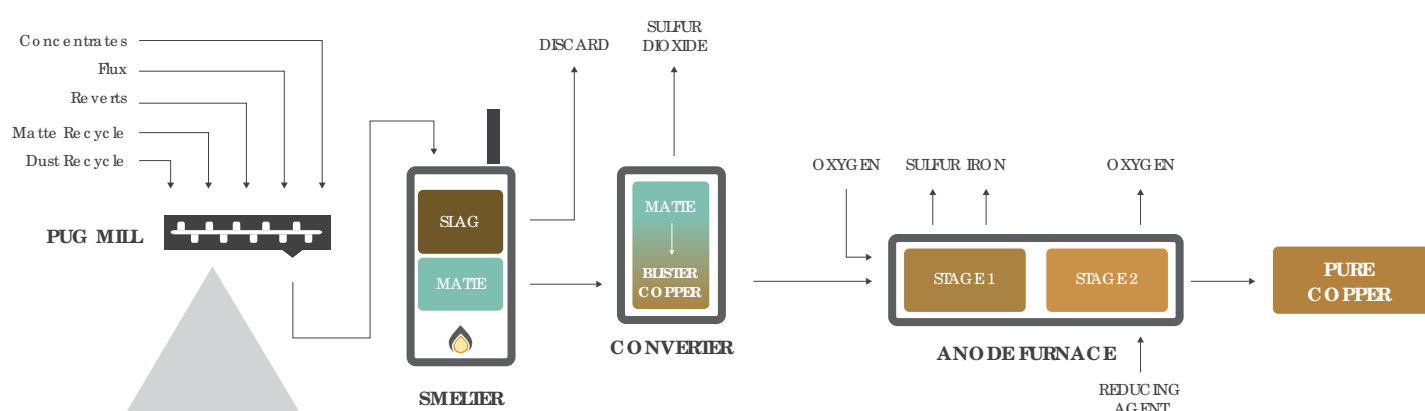 Concentrates
Flux
Reverts
Matte Recycle
Dust Recycle
PUG MILL
DISCARD
SULFUR
DIOXIDE
SLAG
MATTE
SMELTER
MATTE
BLISTER
COPPER
CONVERTER
OXYGEN
SULFUR IRON
OXYGEN
STAGE 1
STAGE 2
ANODE FURNACE
REDUCING
AGENT
PURE
COPPER